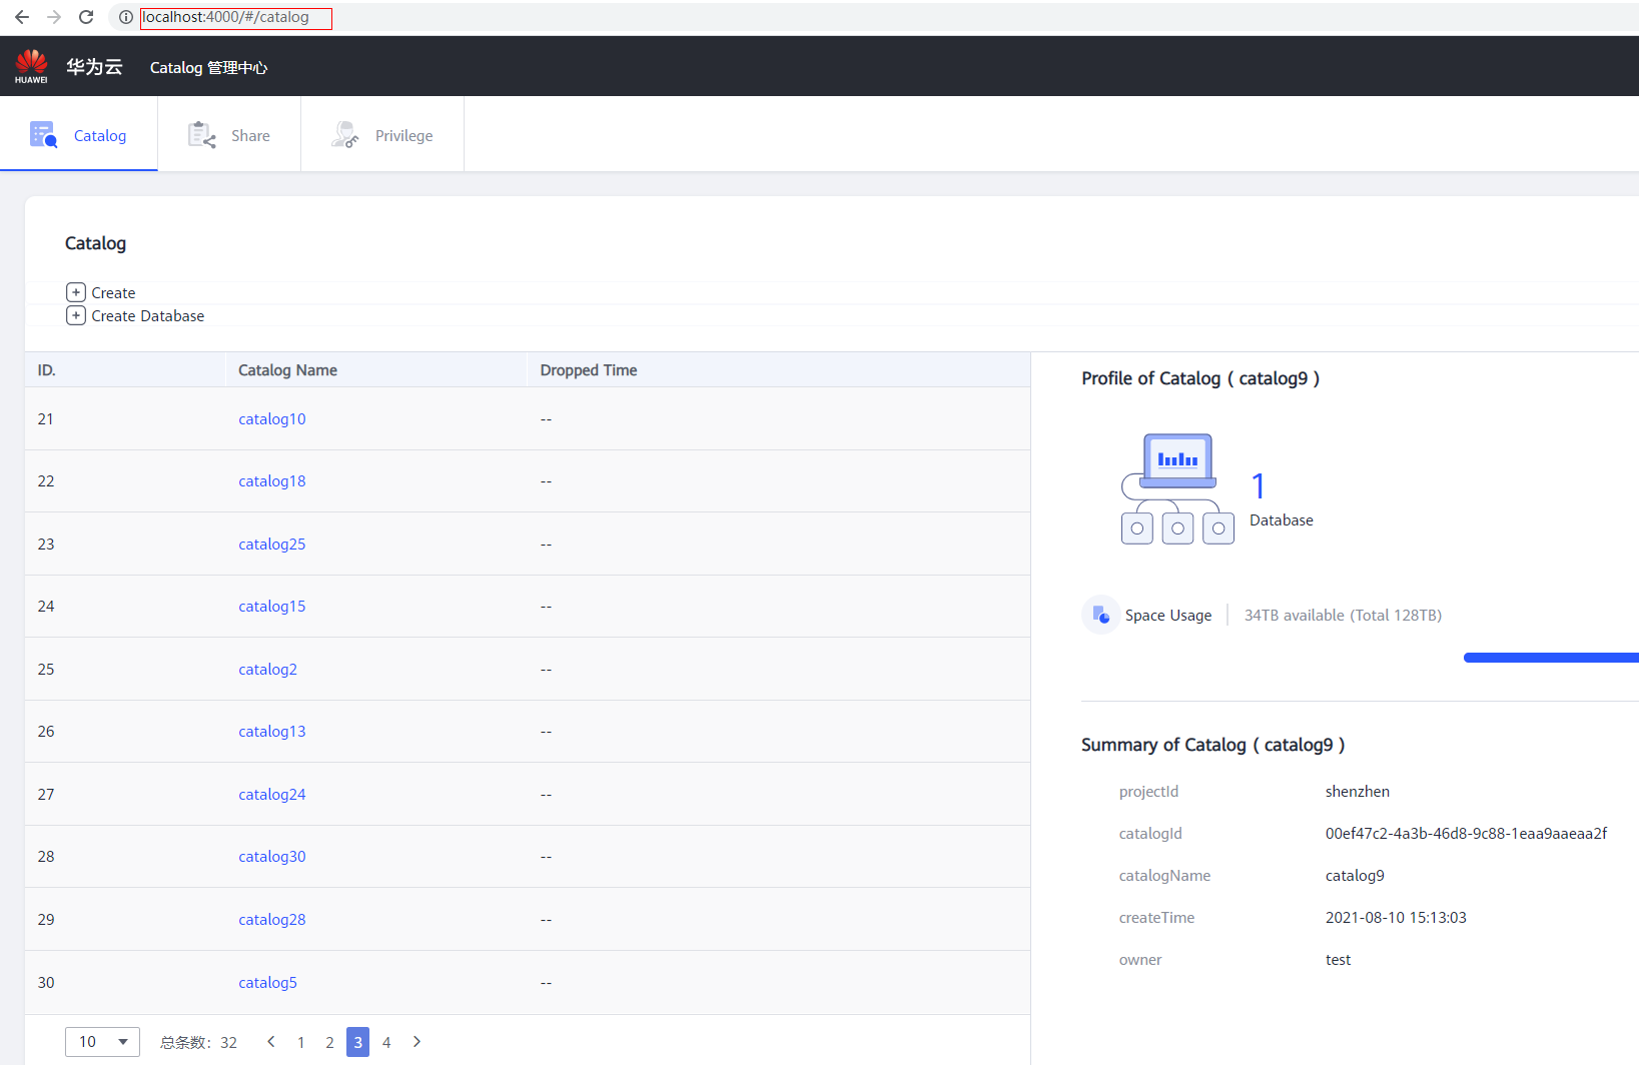 localhost:4000/#/catalog
HUAWEI 华为云 Catalog 管理中心
Catalog Share Privilege
Catalog
Create
Create Database
ID. Catalog Name Dropped Time
21 catalog10 --
22 catalog18 --
23 catalog25 --
24 catalog15 --
25 catalog2 --
26 catalog13 --
27 catalog24 --
28 catalog30 --
29 catalog28 --
30 catalog5 --
10 总条数: 32 1 2 3 4
Profile of Catalog ( catalog9 )
1
Database
Space Usage 34TB available (Total 128TB)
Summary of Catalog ( catalog9 )
projectId shenzhen
catalogId 00ef47c2-4a3b-46d8-9c88-1eaa9aaeaa2f
catalogName catalog9
createTime 2021-08-10 15:13:03
owner test